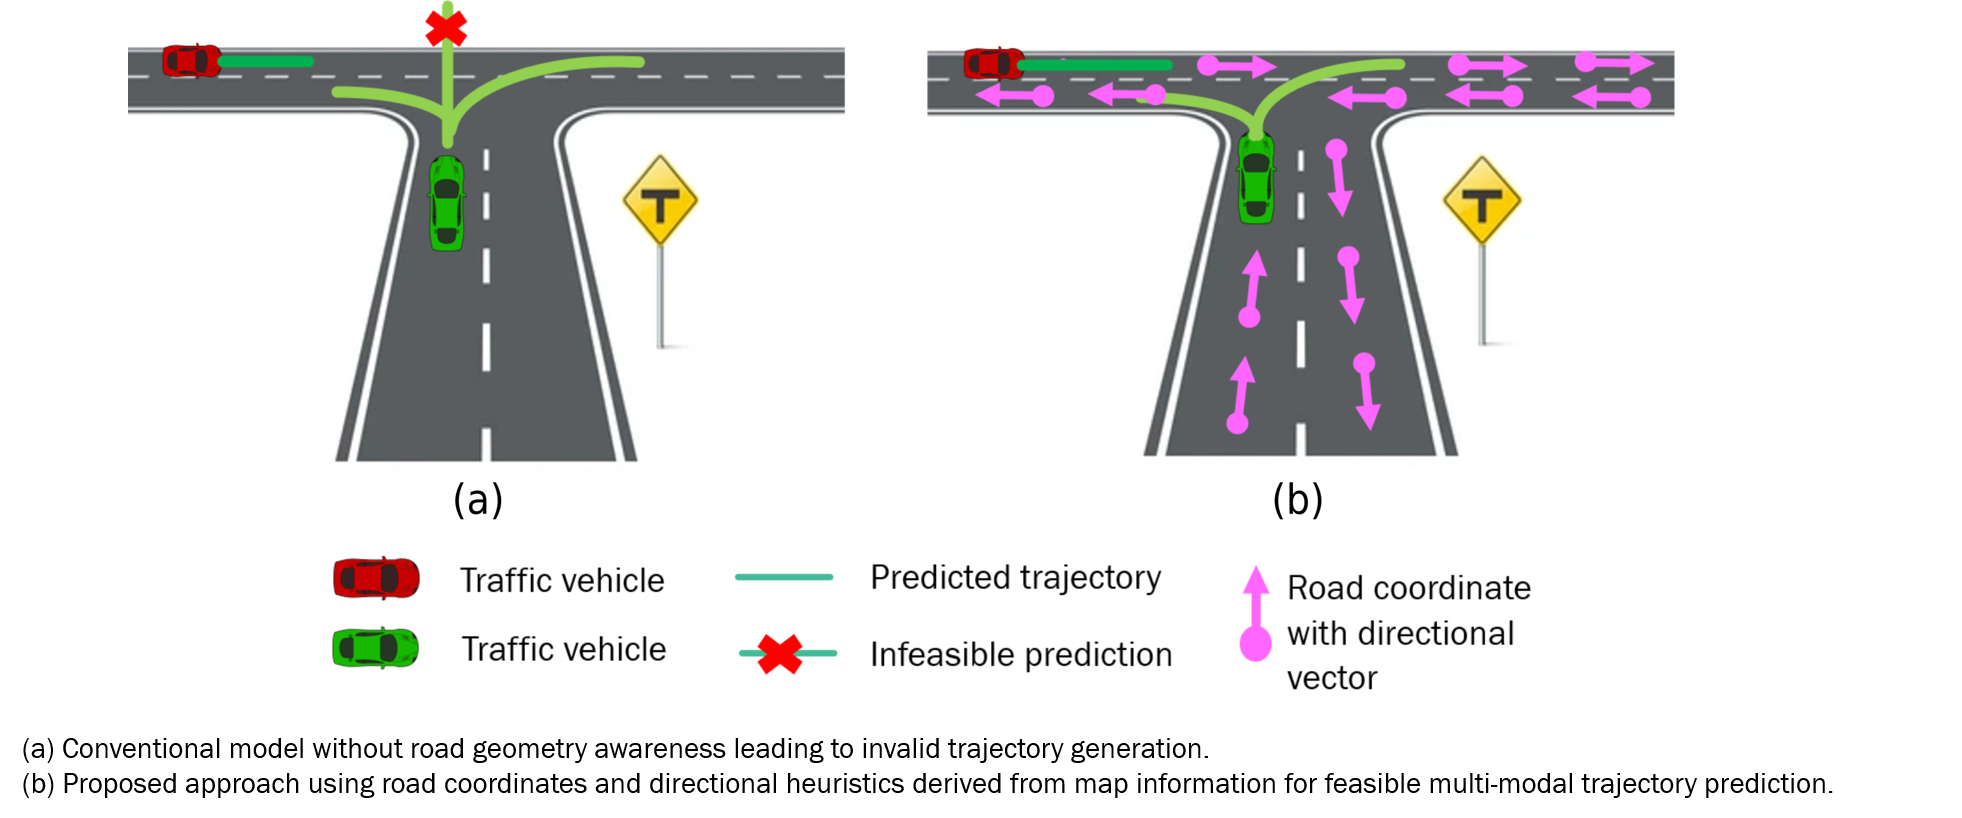 (a)
(b)
Traffic vehicle
Predicted trajectory
Road coordinate
with directional
vector
Traffic vehicle
Infeasible prediction
(a) Conventional model without road geometry awareness leading to invalid trajectory generation.
(b) Proposed approach using road coordinates and directional heuristics derived from map information for feasible multi-modal trajectory prediction.